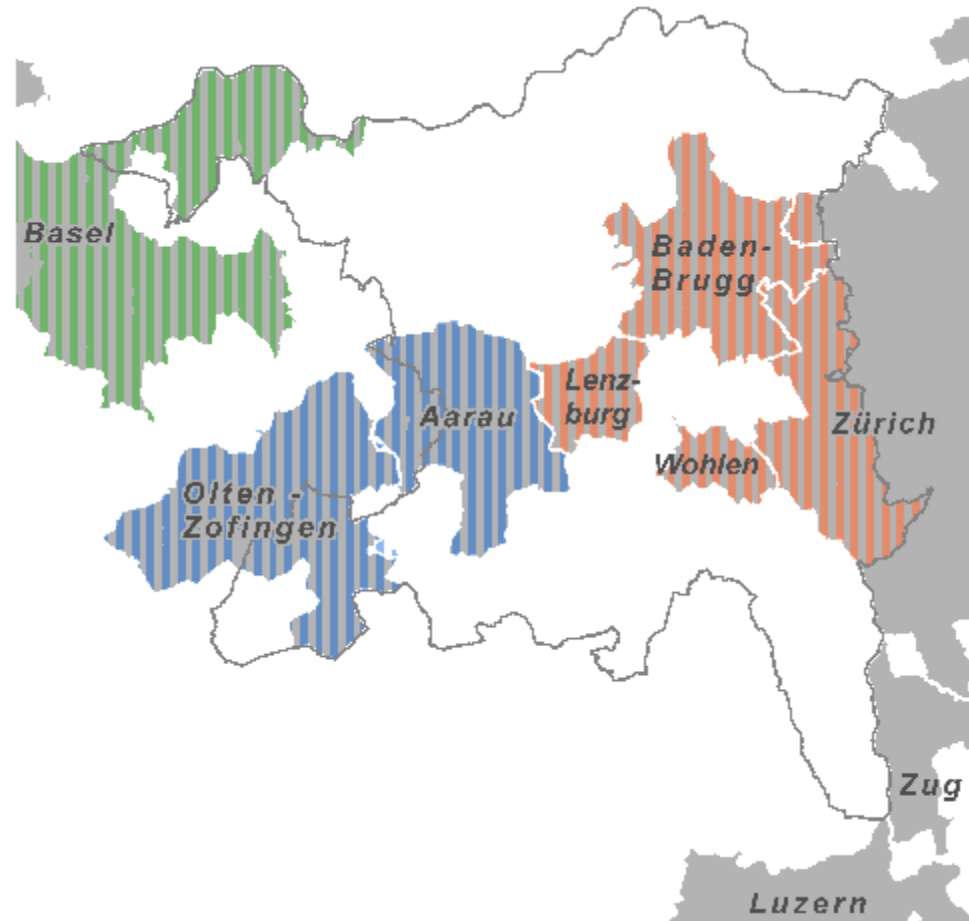 Basel
Baden-
Brugg
Lenz-
burg
Aarau
Zürich
Wohlen
Olten -
Zofingen
Zug
Luzern